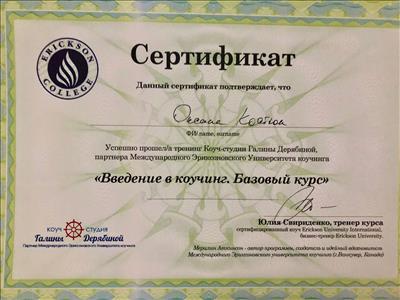 ERICKSON COLLEGE
Сертификат
Данный сертификат подтверждает, что
Оксана
ФИ/ name, surname
Успешно прошел/а тренинг Коуч-студии Галины Дерябиной,
партнера Международного Эриксоновского Университета коучинга
«Введение в коучинг. Базовый курс»
КОУЧ СТУДИЯ
Галины Дерябиной
Партнер Международного Эриксоновского Университета коучинга
Юлия Свириденко, тренер курса
сертифицированный коуч Erickson University International,
бизнес-тренер Erickson University.
Мерилин Аткинсон - автор программы, создатель и идейный вдохновитель
Международного Эриксоновского университета коучинга (г.Ванкувер, Канада)